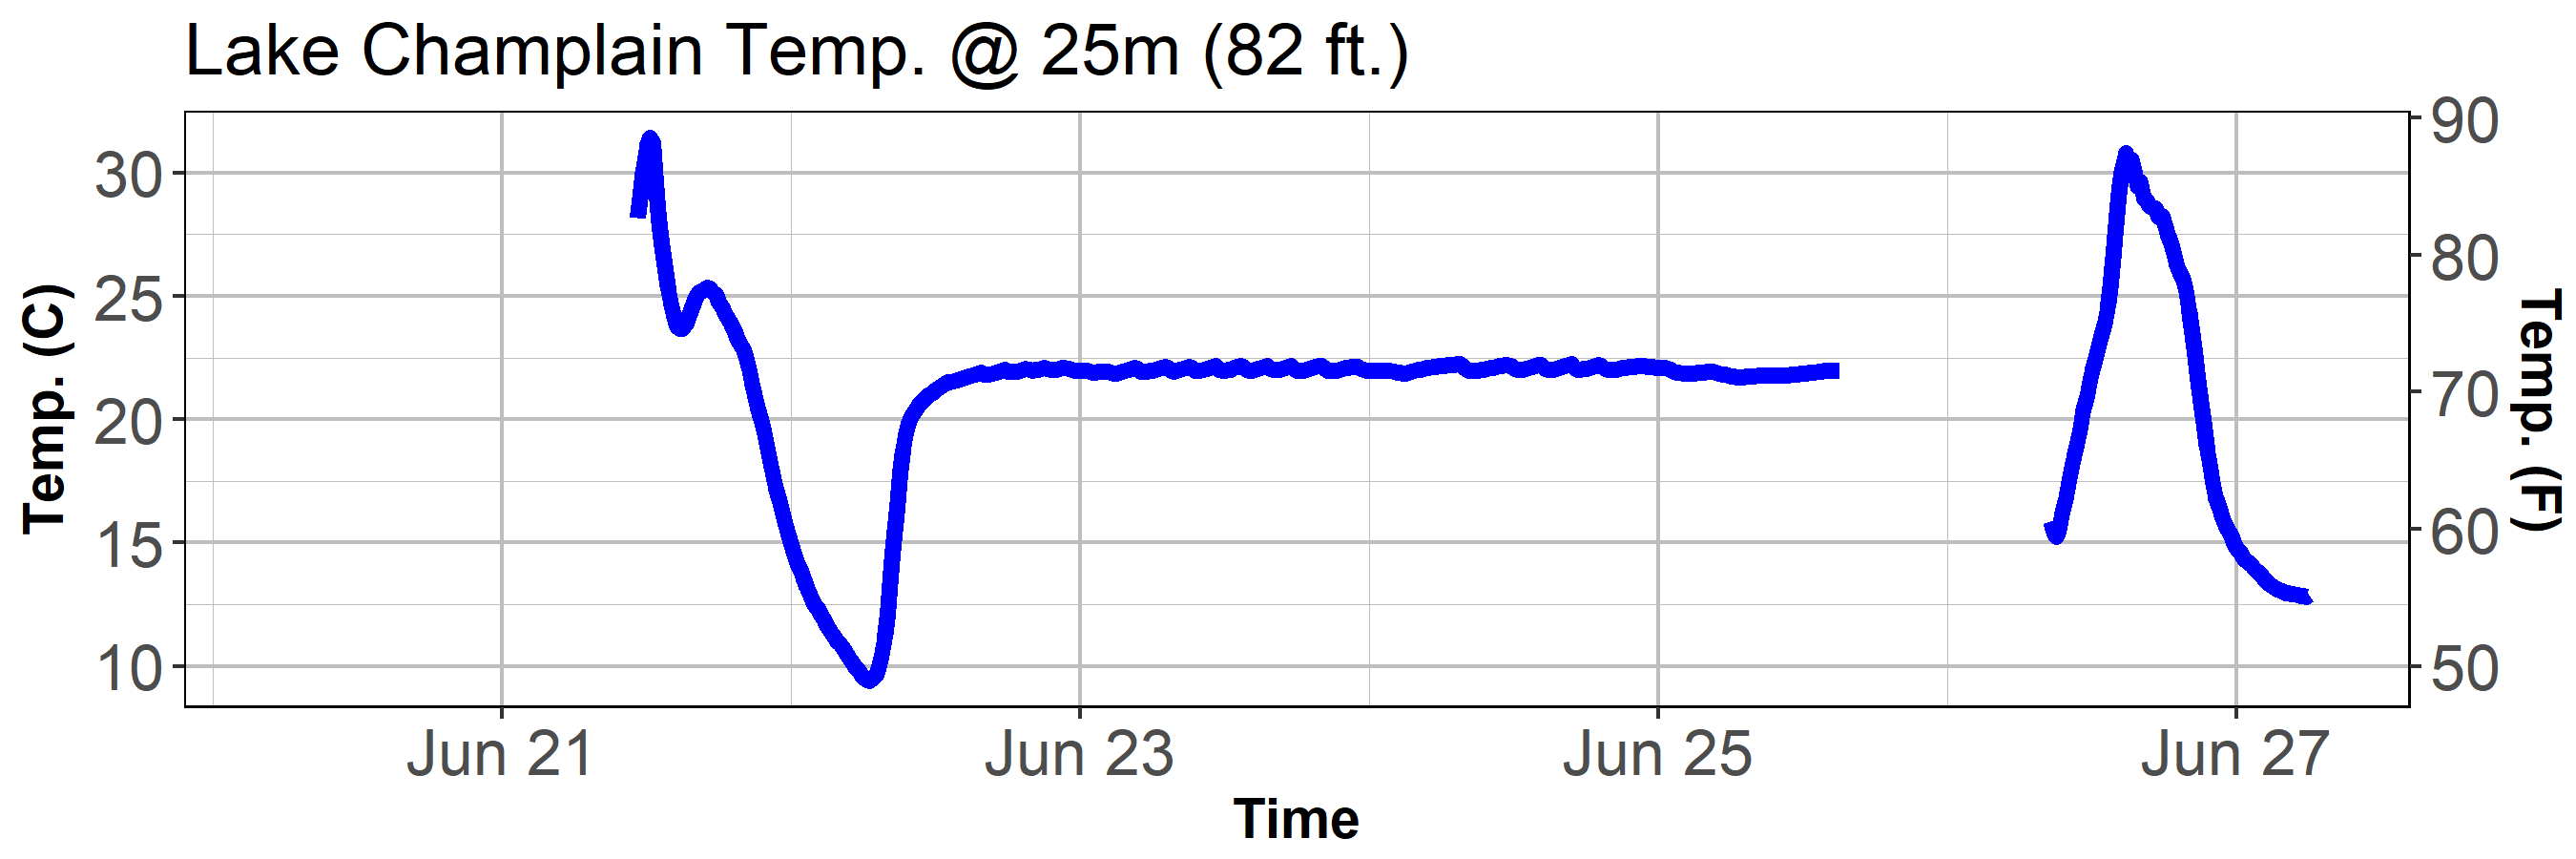 Lake Champlain Temp. @ 25m (82 ft.)
Temp. (C)
30
25
20
15
10
90
80
70
60
50
Temp. (F)
Jun 21
Jun 23
Jun 25
Jun 27
Time